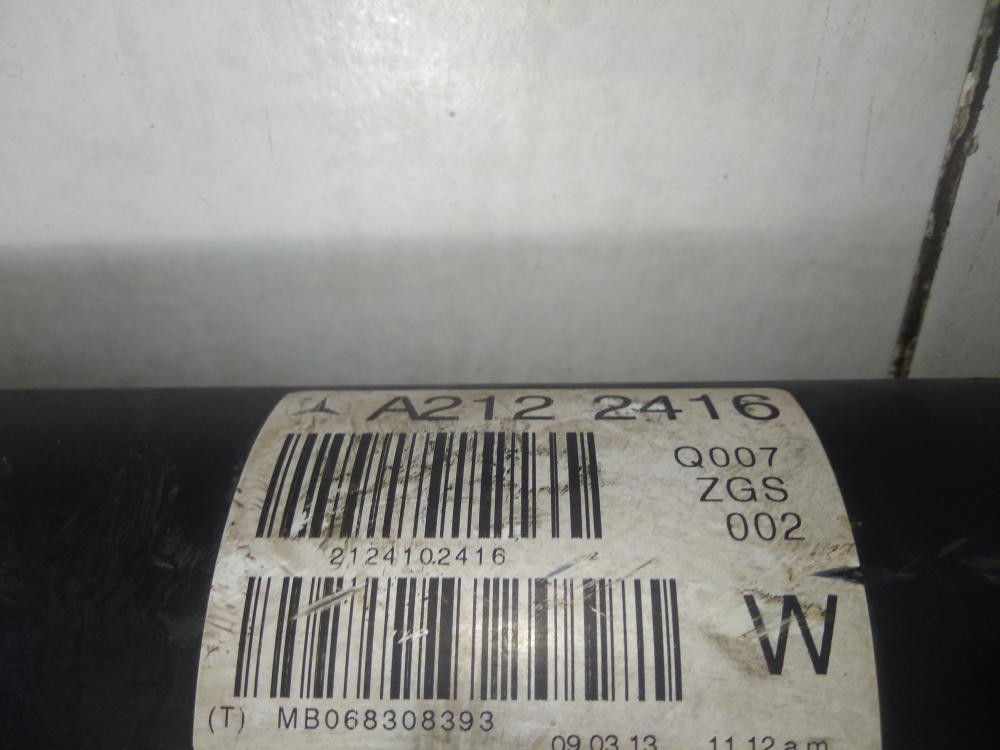 A212 2416
Q007
ZGS
002
2124102416
W
(T) MB068308393
09.03.13 11.12 a.m.